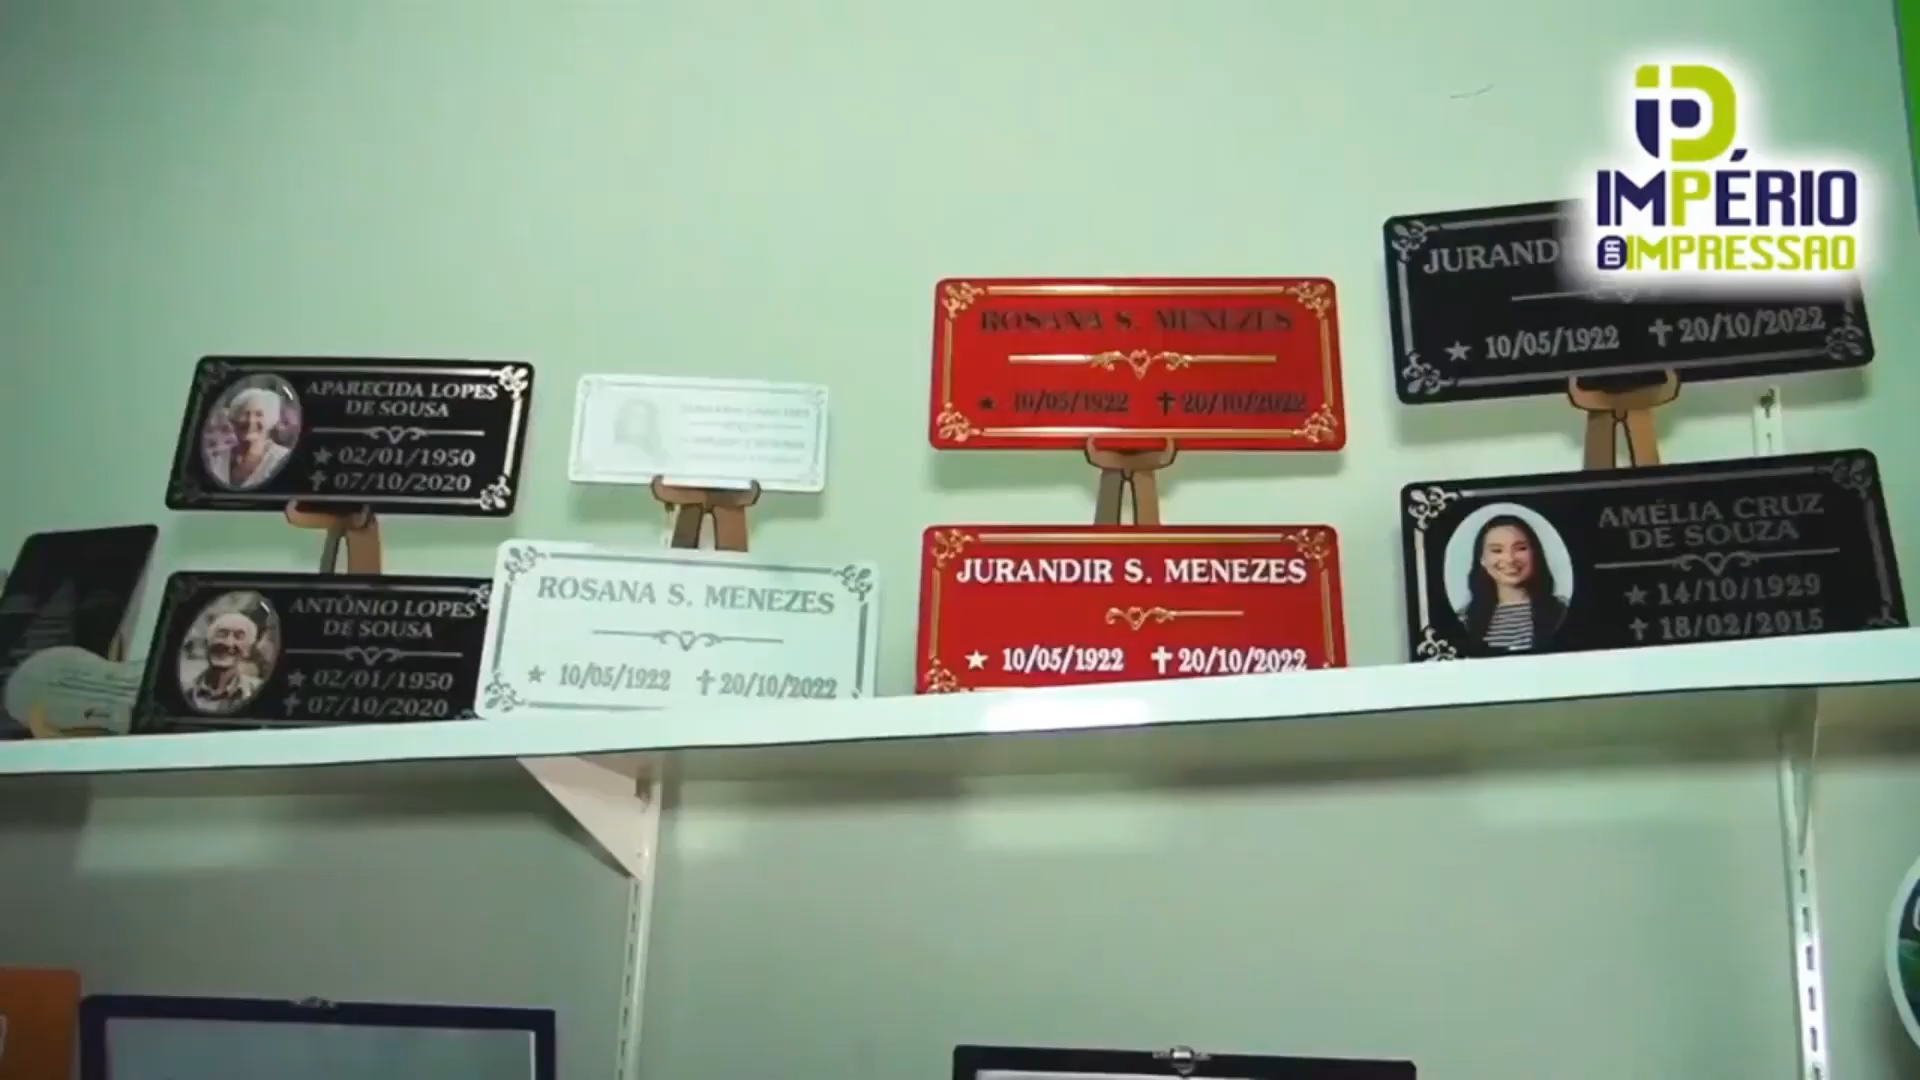 IMPÉRIO
DA IMPRESSAO
APARECIDA LOPES
DE SOUSA
★ 02/01/1950
✝ 07/10/2020
ANTÔNIO LOPES
DE SOUSA
★ 02/01/1950
✝ 07/10/2020
ROSANA S. MENEZES
★ 10/05/1922 ✝ 20/10/2022
ROSANA S. MENEZES
★ 10/05/1922 ✝ 20/10/2022
JURANDIR S. MENEZES
★ 10/05/1922 ✝ 20/10/2022
JURAND
★ 10/05/1922 ✝ 20/10/2022
AMÉLIA CRUZ
DE SOUZA
★ 14/10/1929
✝ 18/02/2015